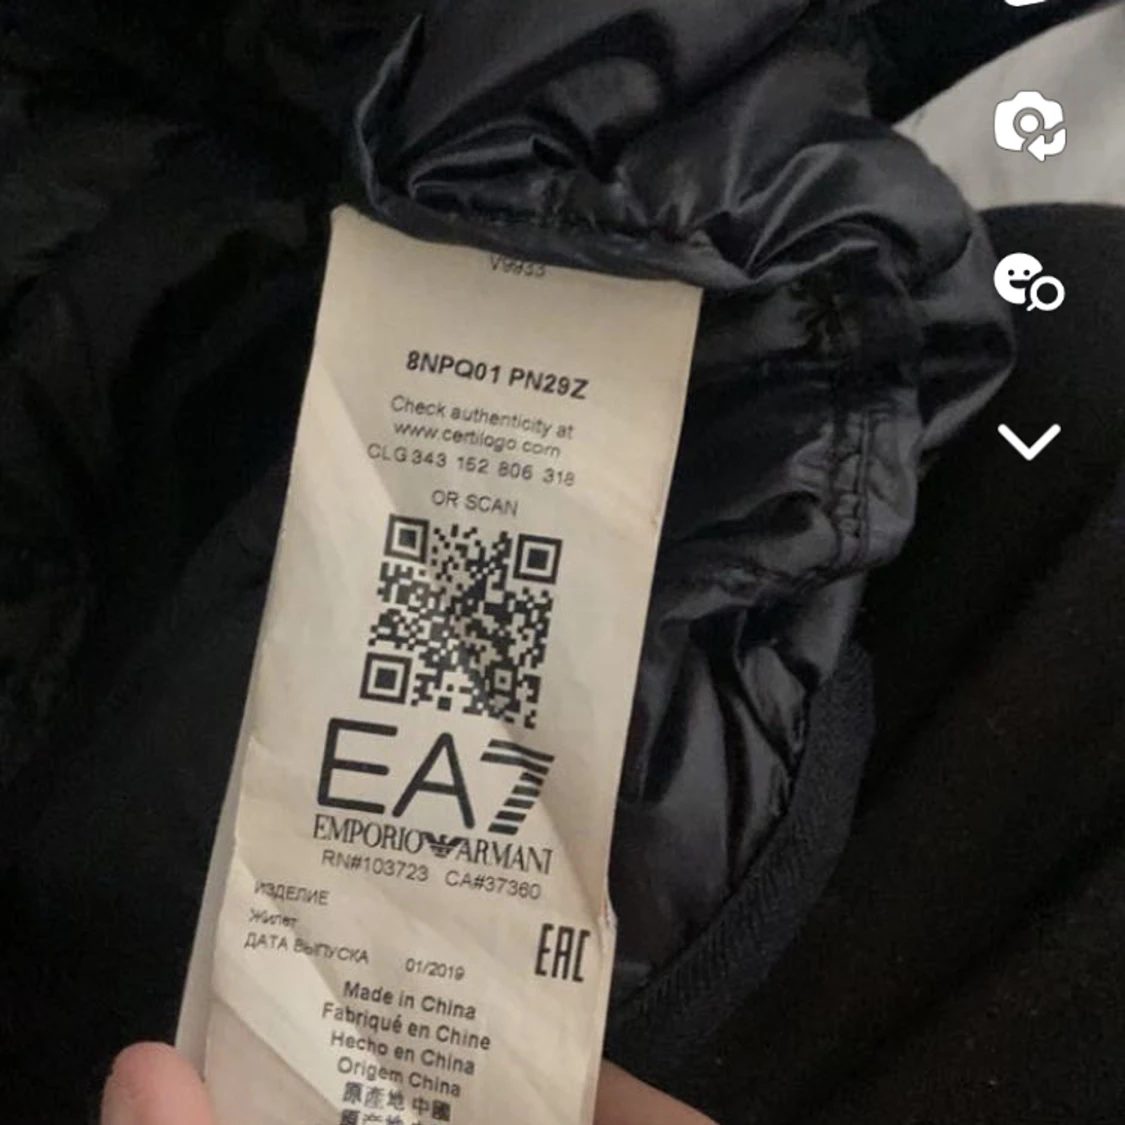 V9933
8NPQ01 PN29Z
Check authenticity at
www.certilogo.com
CLG 343 152 806 318
OR SCAN
EA7
EMPORIO ARMANI
RN#103723 CA#37360
ИЗДЕЛИЕ
Жилет
ДАТА ВЫПУСКА 01/2019
EAC
Made in China
Fabriqué en Chine
Hecho en China
Origem China
原產地 中國